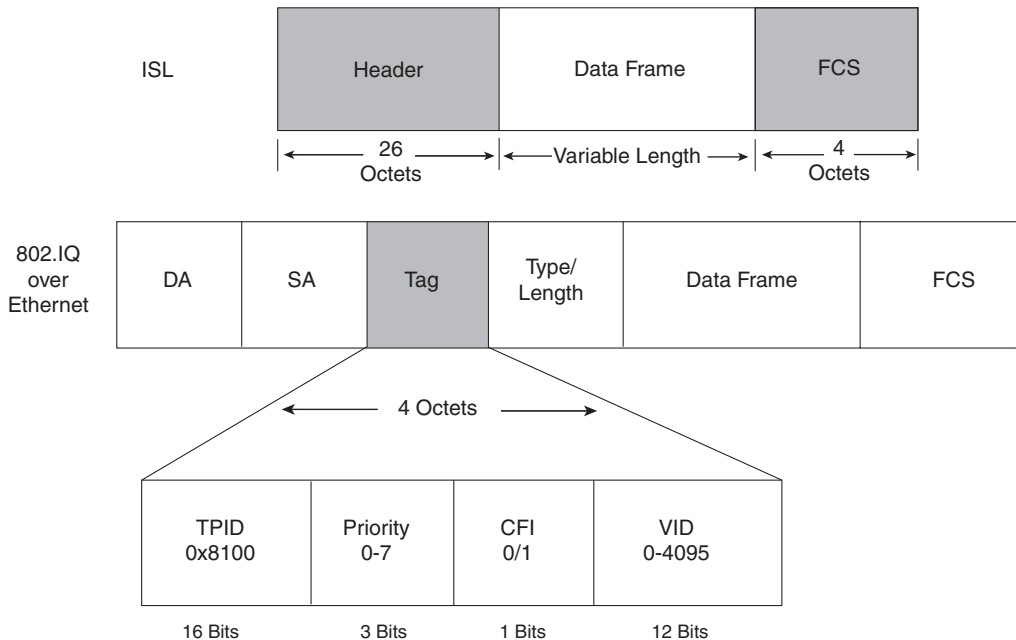 ISL
Header
Data Frame
FCS
26
Octets
Variable Length
4
Octets
802.IQ
over
Ethernet
DA
SA
Tag
Type/
Length
Data Frame
FCS
4 Octets
TPID
0x8100
Priority
0-7
CFI
0/1
VID
0-4095
16 Bits
3 Bits
1 Bits
12 Bits